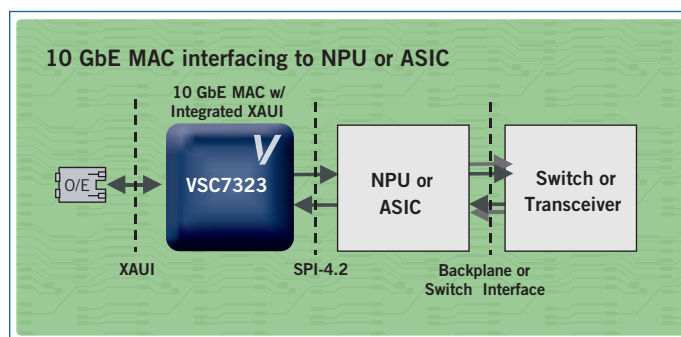 10 GbE MAC interfacing to NPU or ASIC
10 GbE MAC w/
Integrated XAUI
V
O/E
VSC7323
NPU or
ASIC
Switch or
Transceiver
XAUI
SPI-4.2
Backplane or
Switch Interface